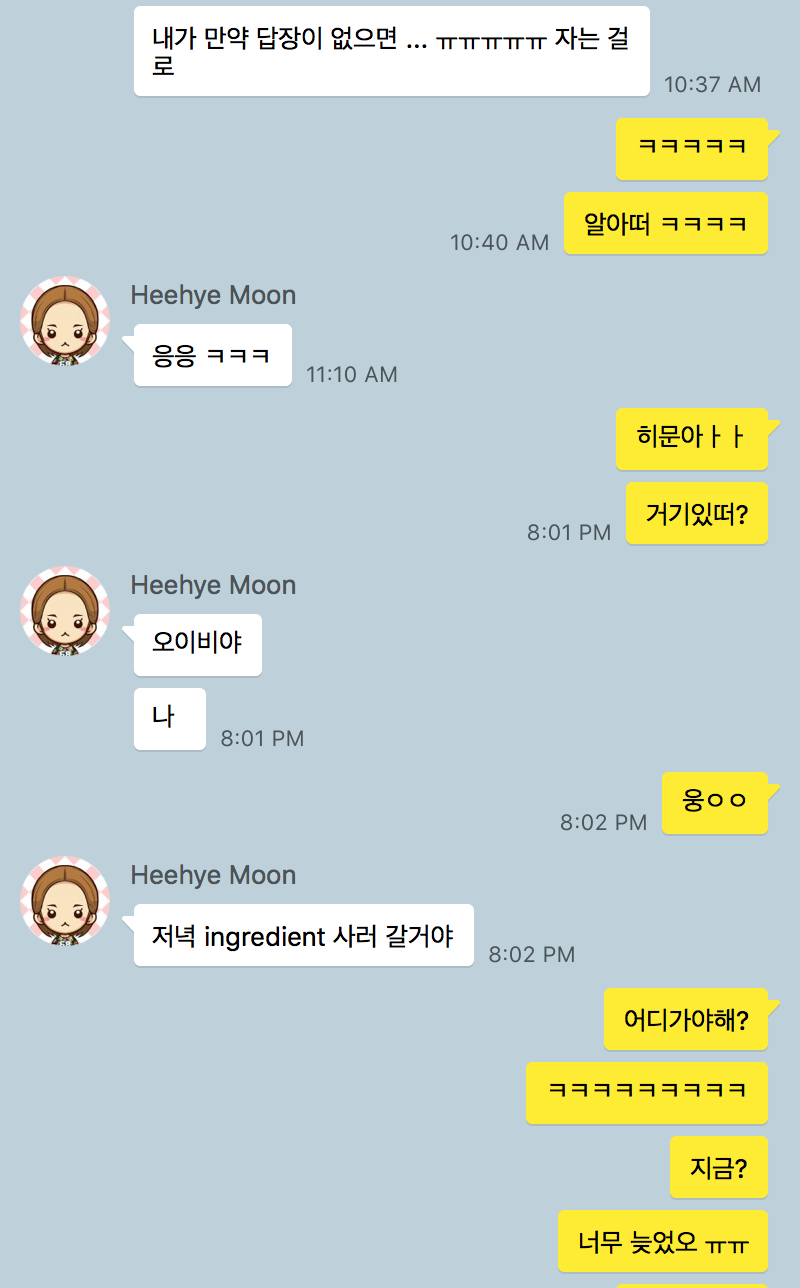 내가 만약 답장이 없으면 ... ㅠㅠㅠㅠㅠ 자는 걸
로
10:37 AM
ㅋㅋㅋㅋㅋ
알아떠 ㅋㅋㅋㅋ
10:40 AM
Heehye Moon
응응 ㅋㅋㅋ
11:10 AM
히문아ㅏㅏ
거기있떠?
8:01 PM
Heehye Moon
오이비야
나
8:01 PM
웅ㅇㅇ
8:02 PM
Heehye Moon
저녁 ingredient 사러 갈거야
8:02 PM
어디가야해?
ㅋㅋㅋㅋㅋㅋㅋㅋㅋ
지금?
너무 늦었오 ㅠㅠ